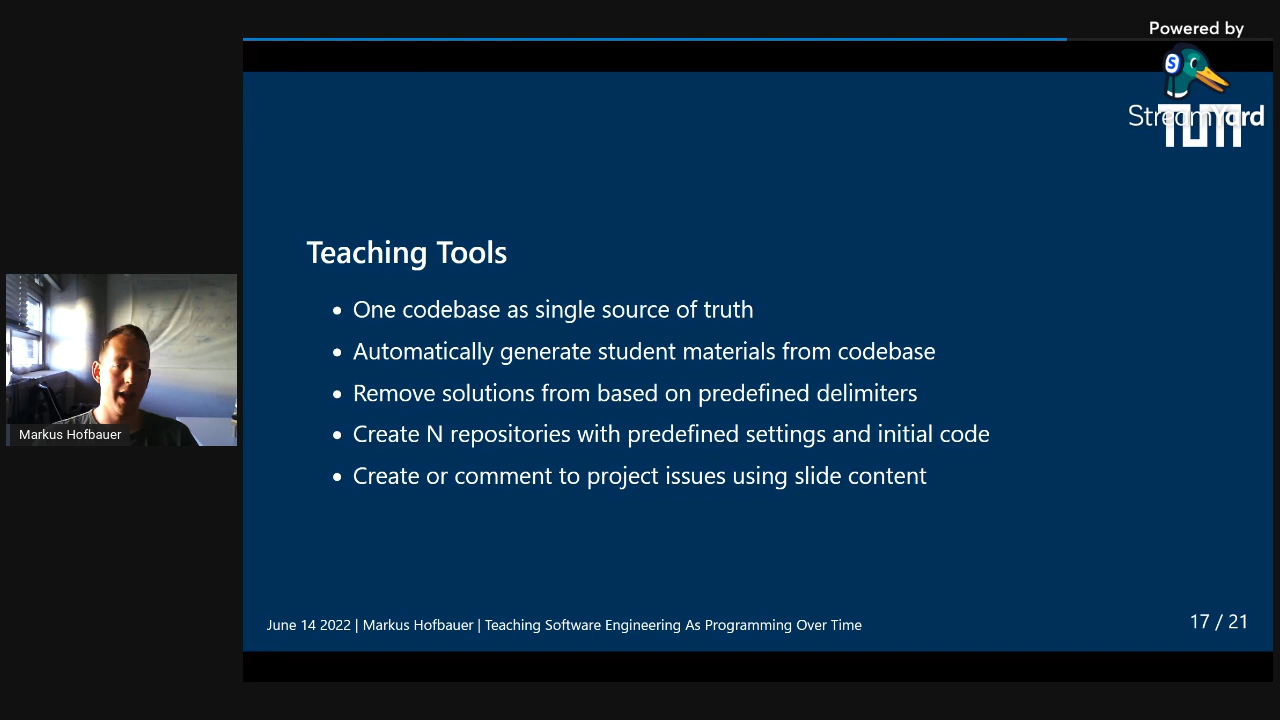 Powered by
S
StreamYard
TUM
Teaching Tools
• One codebase as single source of truth
• Automatically generate student materials from codebase
• Remove solutions from based on predefined delimiters
• Create N repositories with predefined settings and initial code
• Create or comment to project issues using slide content
Markus Hofbauer
June 14 2022 | Markus Hofbauer | Teaching Software Engineering As Programming Over Time
17 / 21